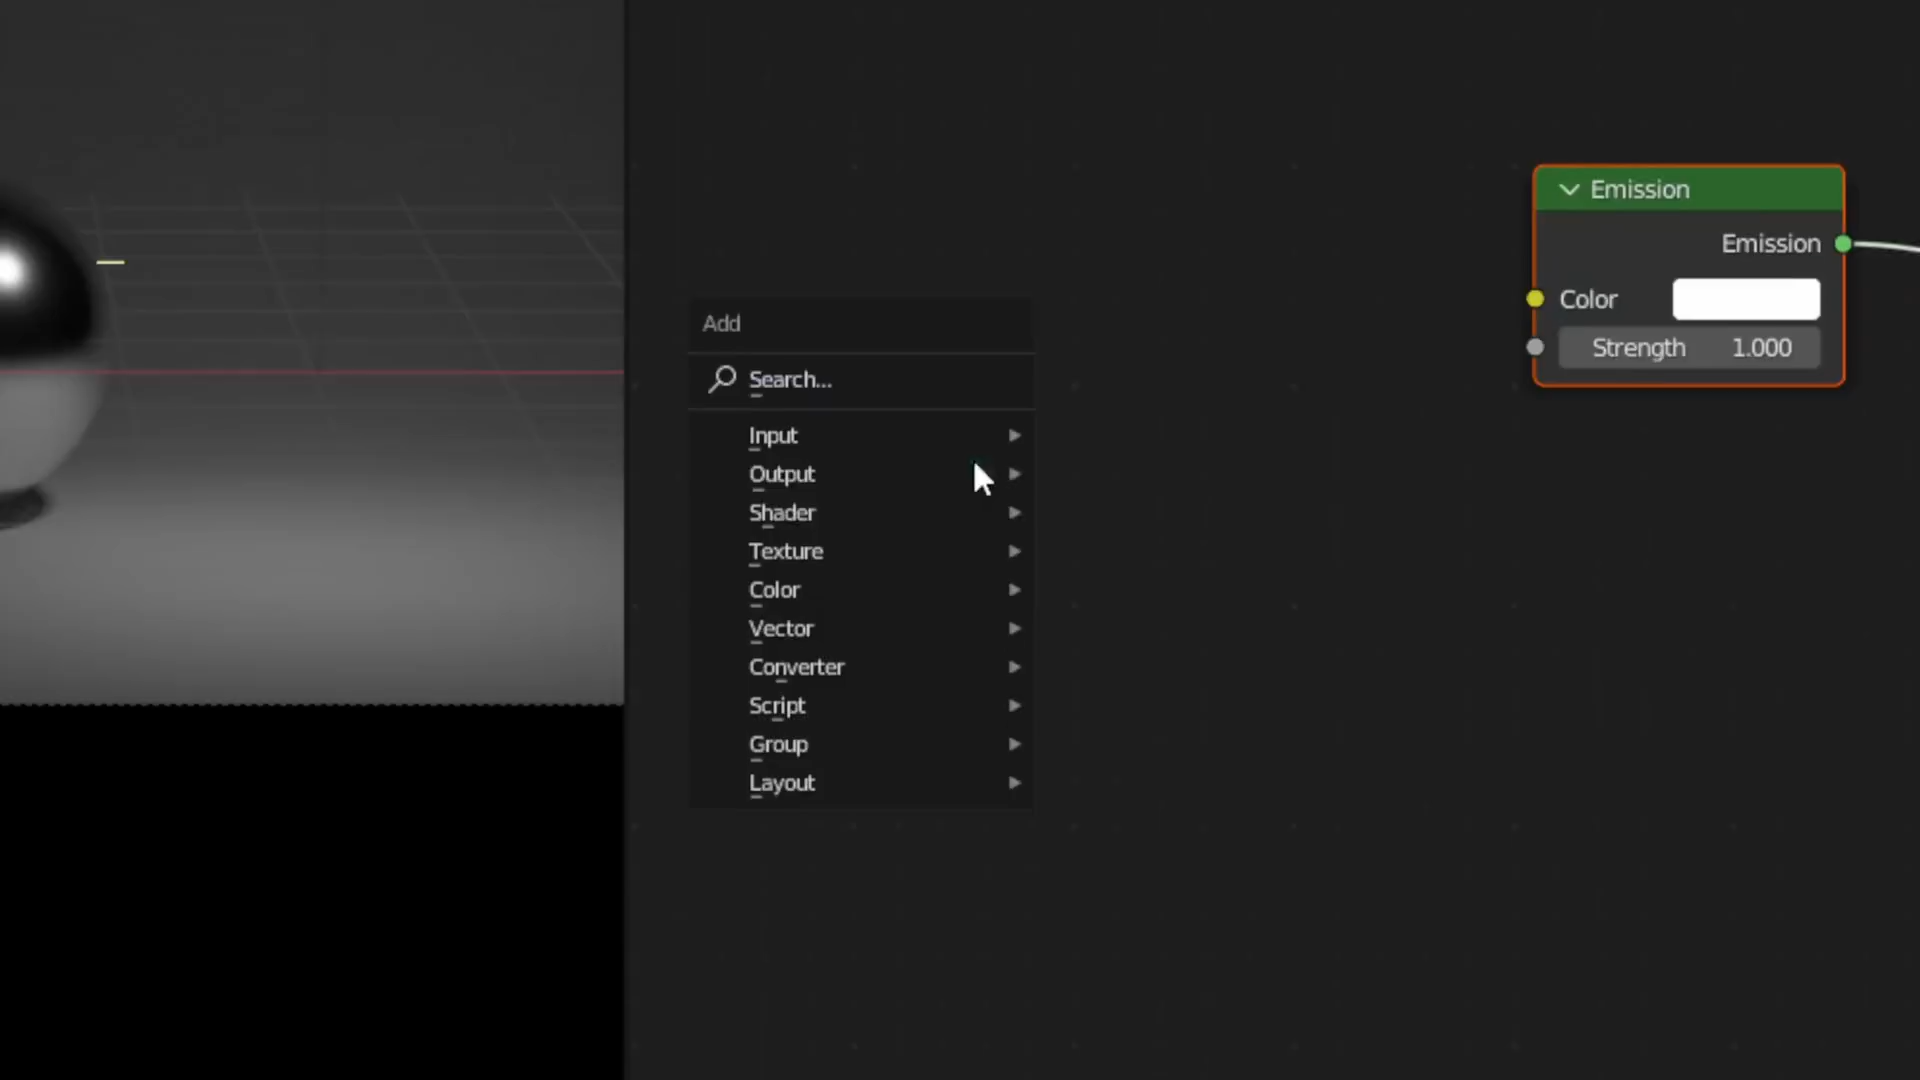 Add
Search...
Input
Output
Shader
Texture
Color
Vector
Converter
Script
Group
Layout
Emission
Emission
Color
Strength 1.000